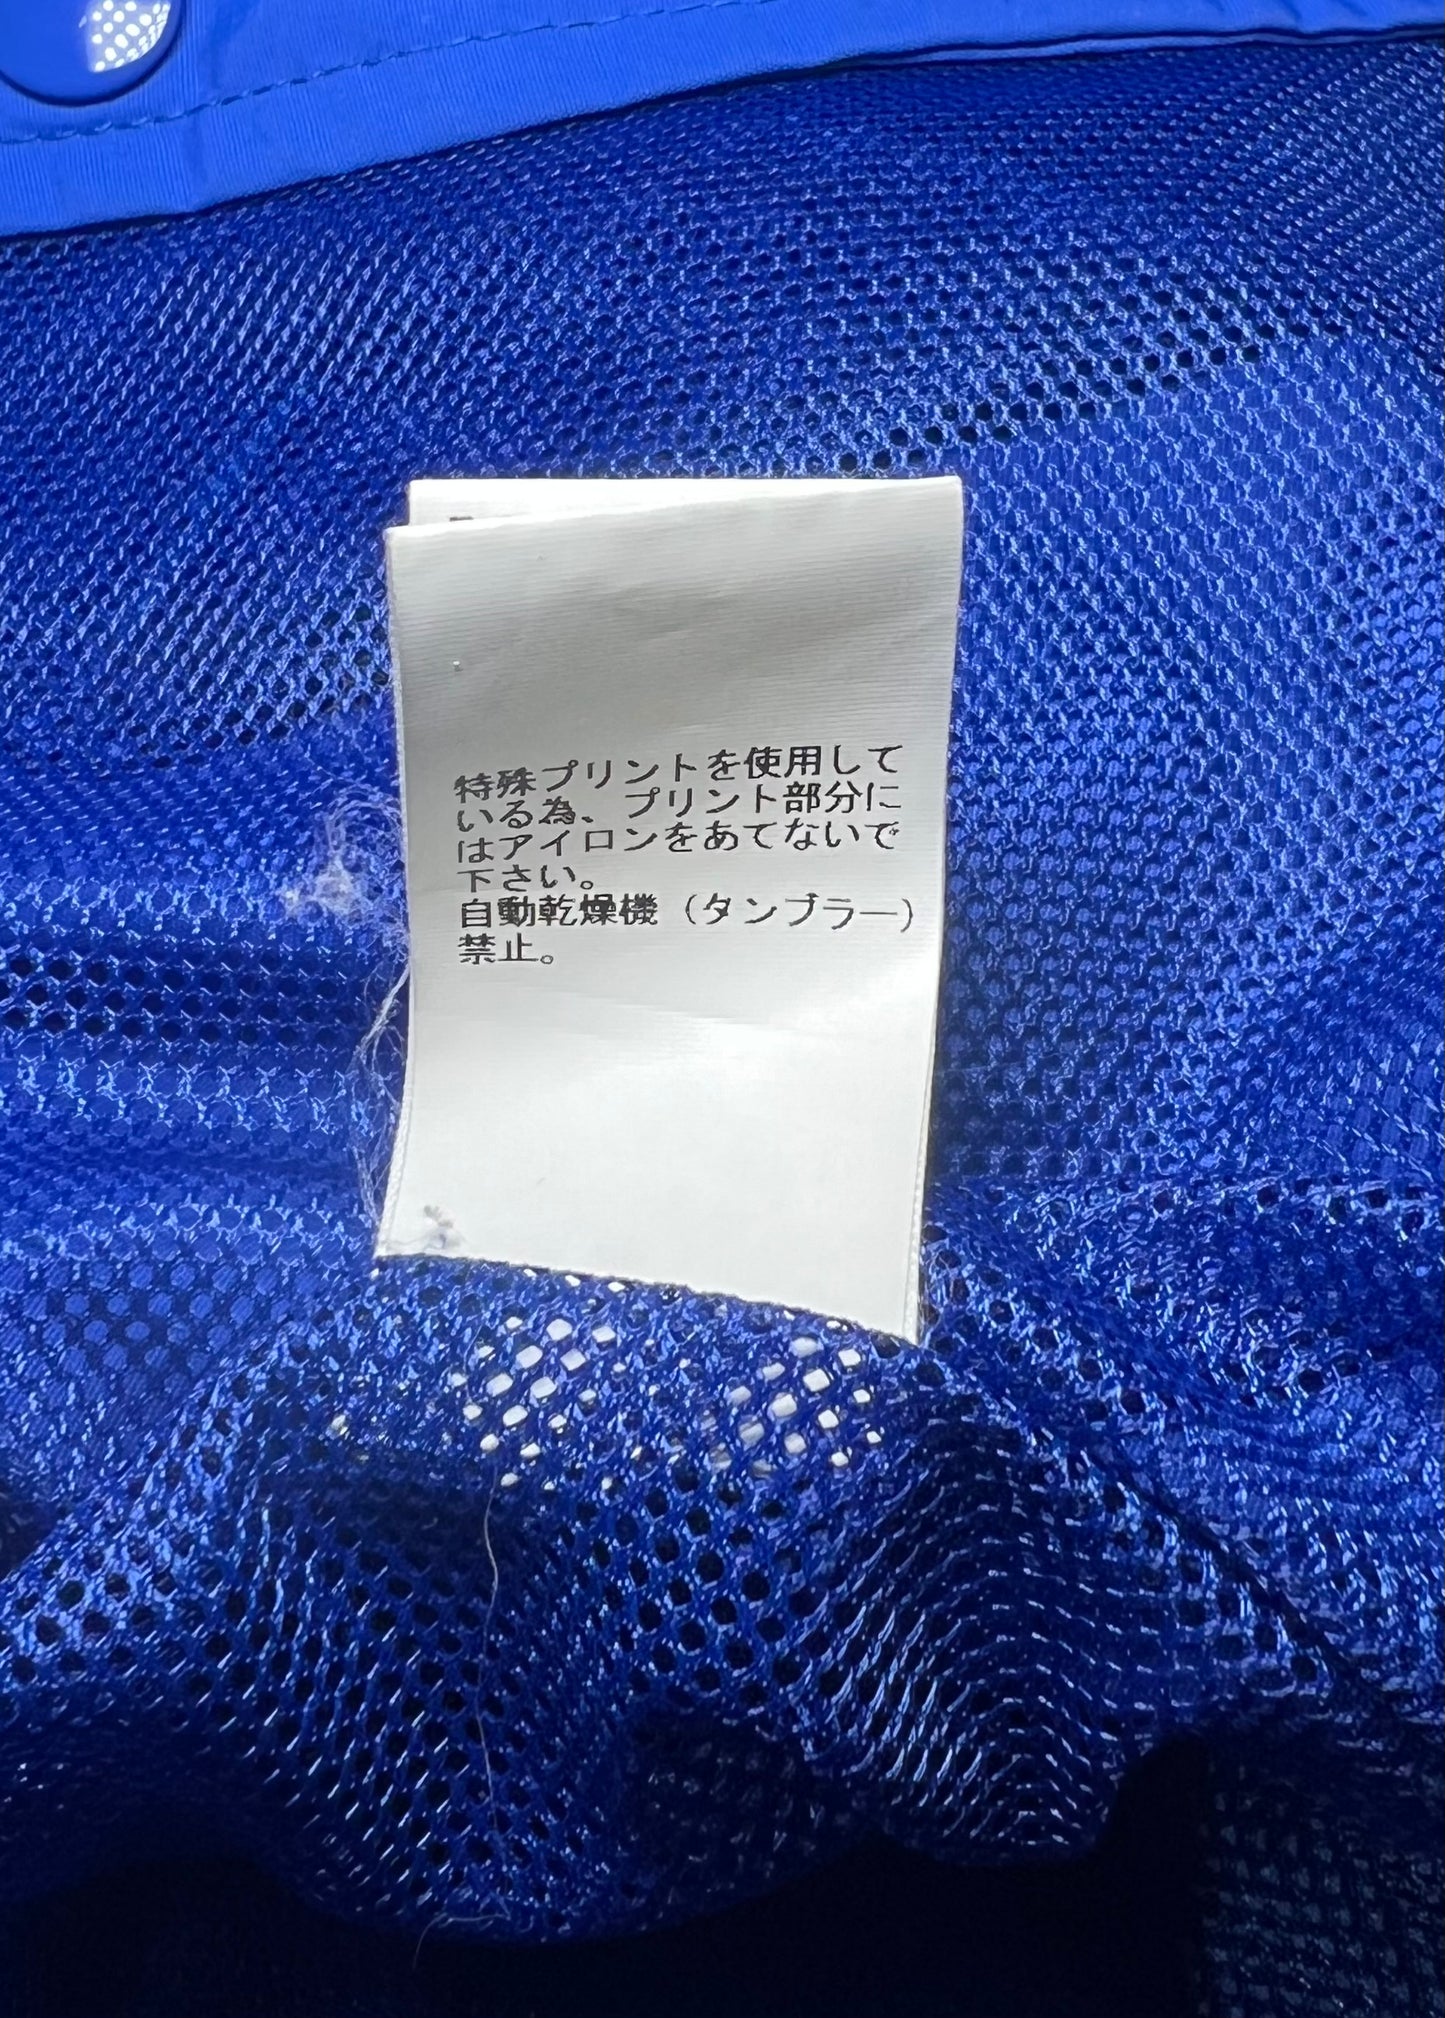 特殊プリントを使用して
いる為、プリント部分に
はアイロンをあてないで
下さい。
自動乾燥機（タンブラー）
禁止。